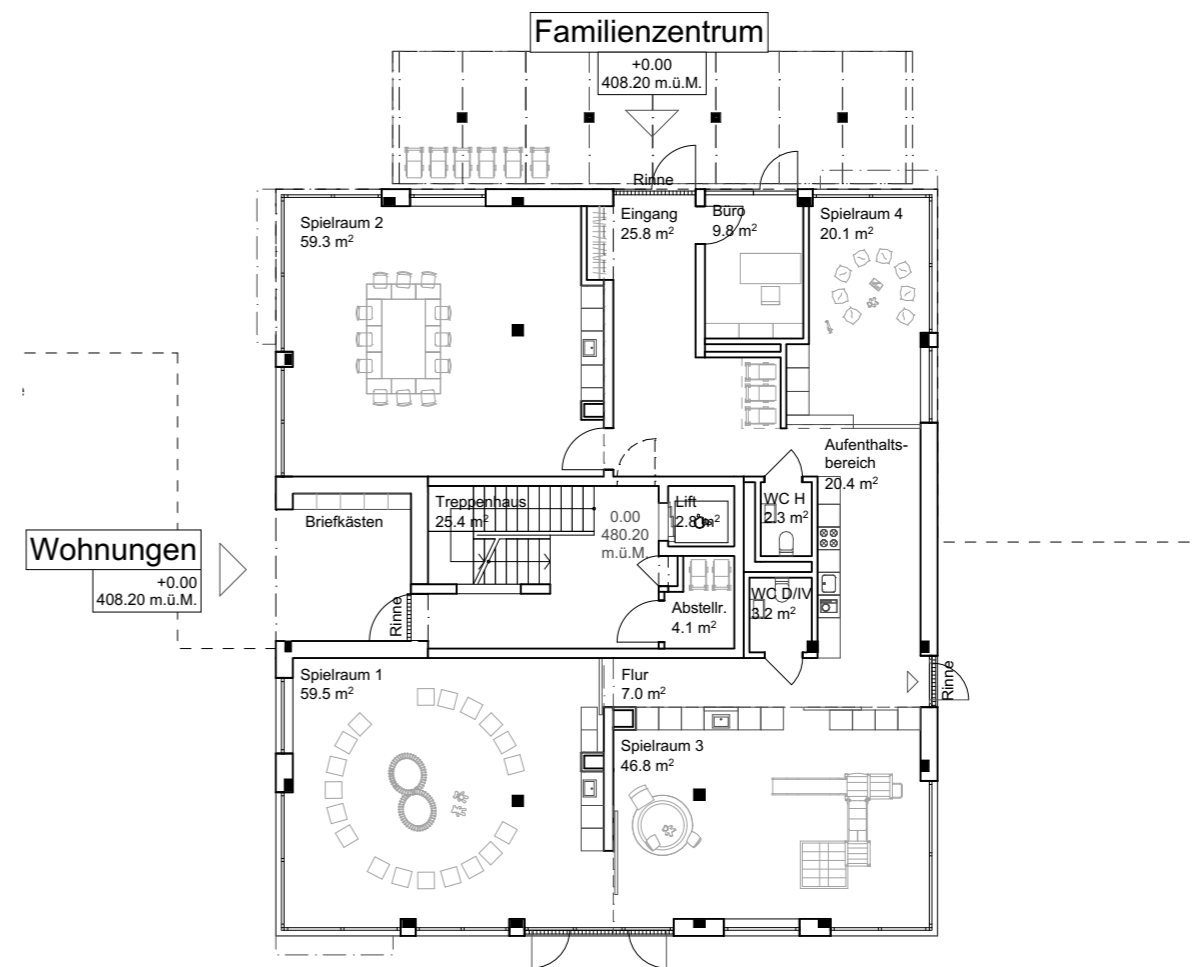 Familienzentrum
+0.00
408.20 m.ü.M.
Rinne
Spielraum 2
59.3 m²
Eingang
25.8 m²
Büro
9.8 m²
Spielraum 4
20.1 m²
Aufenthalts-
bereich
20.4 m²
Treppenhaus
25.4 m²
Lift
2.8 m²
WC H
2.3 m²
Briefkästen
0.00
480.20
m.ü.M.
Wohnungen
+0.00
408.20 m.ü.M.
Rinne
Abstellr.
4.1 m²
WC D/IV
3.2 m²
Spielraum 1
59.5 m²
Flur
7.0 m²
Rinne
Spielraum 3
46.8 m²